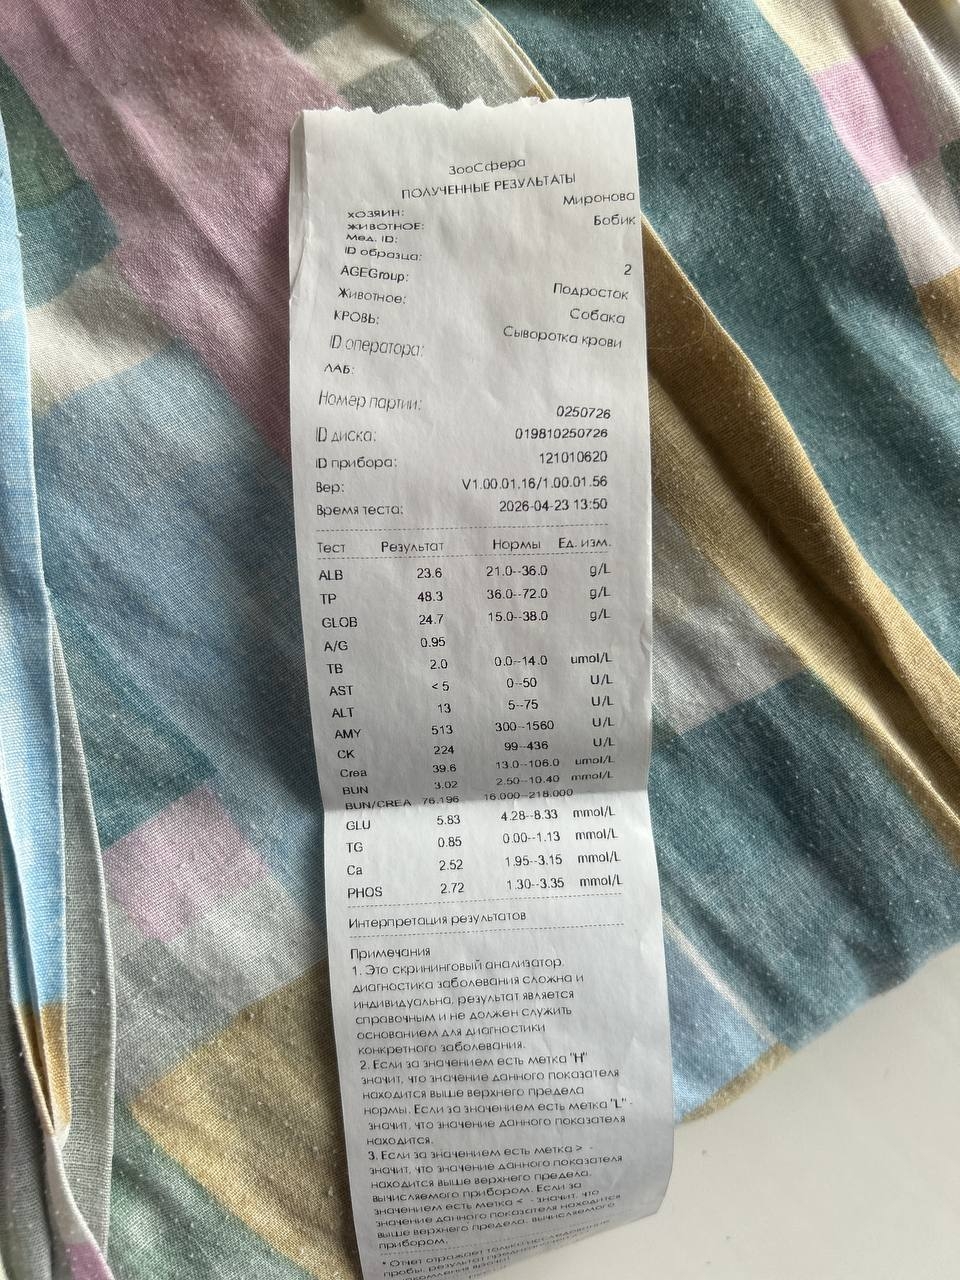 ЗооСфера
ПОЛУЧЕННЫЕ РЕЗУЛЬТАТЫ
ХОЗЯИН: Миронова
ЖИВОТНОЕ: Бобик
Мед. ID:
ID образца: 2
AGEGroup: Подросток
Животное: Собака
КРОВЬ: Сыворотка крови
ID оператора:
ЛАБ:
Номер партии: 0250726
ID диска: 019810250726
ID прибора: 121010620
Вер: V1.00.01.16/1.00.01.56
Время теста: 2026-04-23 13:50
Тест Результат Нормы Ед. изм.
ALB 23.6 21.0--36.0 g/L
TP 48.3 36.0--72.0 g/L
GLOB 24.7 15.0--38.0 g/L
A/G 0.95
TB 2.0 0.0--14.0 umol/L
AST < 5 0--50 U/L
ALT 13 5--75 U/L
AMY 513 300--1560 U/L
CK 224 99--436 U/L
Crea 39.6 13.0--106.0 umol/L
BUN 3.02 2.50--10.40 mmol/L
BUN/CREA 76.196 16.000--218.000
GLU 5.83 4.28--8.33 mmol/L
TG 0.85 0.00--1.13 mmol/L
Ca 2.52 1.95--3.15 mmol/L
PHOS 2.72 1.30--3.35 mmol/L
Интерпретация результатов
Примечания
1. Это скрининговый анализатор,
диагностика заболевания сложна и
индивидуальна, результат является
справочным и не должен служить
основанием для диагностики
конкретного заболевания.
2. Если за значением есть метка "H"
значит, что значение данного показателя
находится выше верхнего предела
нормы. Если за значением есть метка "L" -
значит, что значение данного показателя
находится.
3. Если за значением есть метка > -
значит, что значение данного показателя
находится выше верхнего предела,
вычисляемого прибором. Если за
значением есть метка < - значит, что
значение данного показателя находится
выше верхнего предела, вычисляемого
прибором.
* Отчет отражает только исследование
пробы, результат